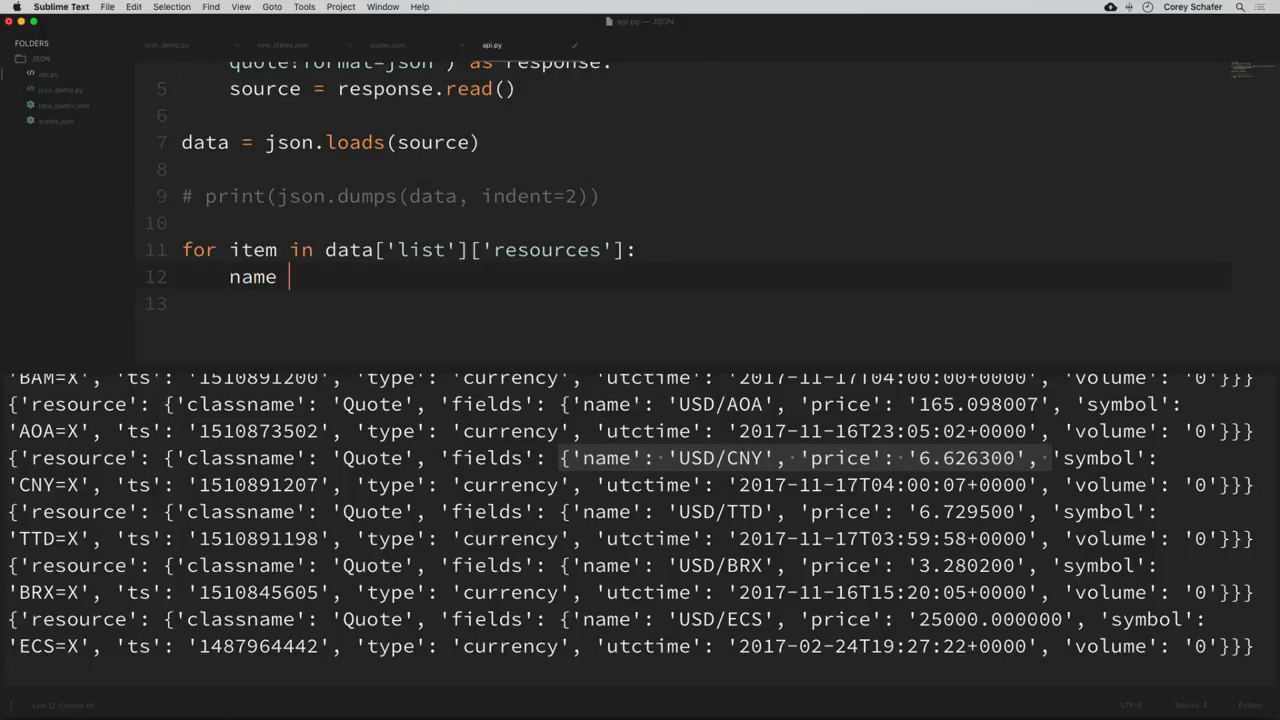 Sublime Text File Edit Selection Find View Goto Tools Project Window Help Corey Schafer
api.py — JSON
FOLDERS
JSON
api.py
json_demo.py
new_states.json
states.json
json_demo.py new_states.json states.json api.py
quote?format=json") as response:
5 source = response.read()
6
7 data = json.loads(source)
8
9 # print(json.dumps(data, indent=2))
10
11 for item in data['list']['resources']:
12 name
13
'BAM=X', 'ts': '1510891200', 'type': 'currency', 'utctime': '2017-11-17T04:00:00+0000', 'volume': '0'}}}
{'resource': {'classname': 'Quote', 'fields': {'name': 'USD/AOA', 'price': '165.098007', 'symbol':
'AOA=X', 'ts': '1510873502', 'type': 'currency', 'utctime': '2017-11-16T23:05:02+0000', 'volume': '0'}}}
{'resource': {'classname': 'Quote', 'fields': {'name': 'USD/CNY', 'price': '6.626300', 'symbol':
'CNY=X', 'ts': '1510891207', 'type': 'currency', 'utctime': '2017-11-17T04:00:07+0000', 'volume': '0'}}}
{'resource': {'classname': 'Quote', 'fields': {'name': 'USD/TTD', 'price': '6.729500', 'symbol':
'TTD=X', 'ts': '1510891198', 'type': 'currency', 'utctime': '2017-11-17T03:59:58+0000', 'volume': '0'}}}
{'resource': {'classname': 'Quote', 'fields': {'name': 'USD/BRX', 'price': '3.280200', 'symbol':
'BRX=X', 'ts': '1510845605', 'type': 'currency', 'utctime': '2017-11-16T15:20:05+0000', 'volume': '0'}}}
{'resource': {'classname': 'Quote', 'fields': {'name': 'USD/ECS', 'price': '25000.000000', 'symbol':
'ECS=X', 'ts': '1487964442', 'type': 'currency', 'utctime': '2017-02-24T19:27:22+0000', 'volume': '0'}}}
Line 12, Column 10 UTF-8 Spaces: 4 Python